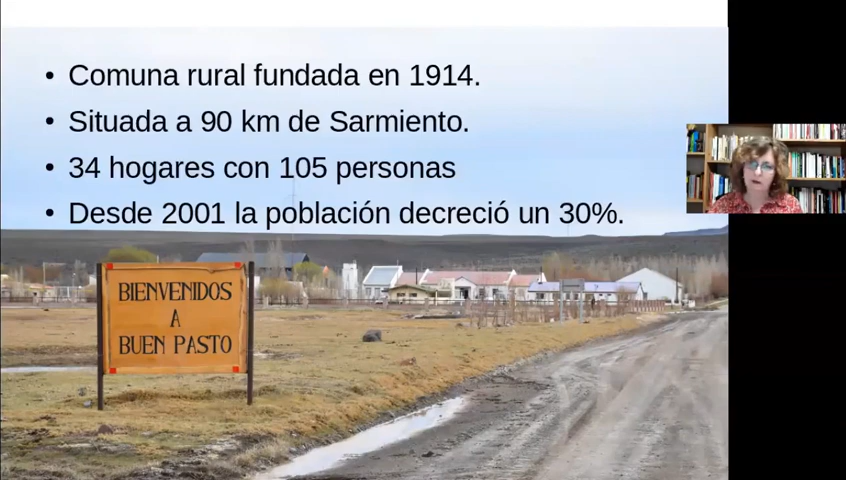 • Comuna rural fundada en 1914.
• Situada a 90 km de Sarmiento.
• 34 hogares con 105 personas
• Desde 2001 la población decreció un 30%.
BIENVENIDOS
A
BUEN PASTO